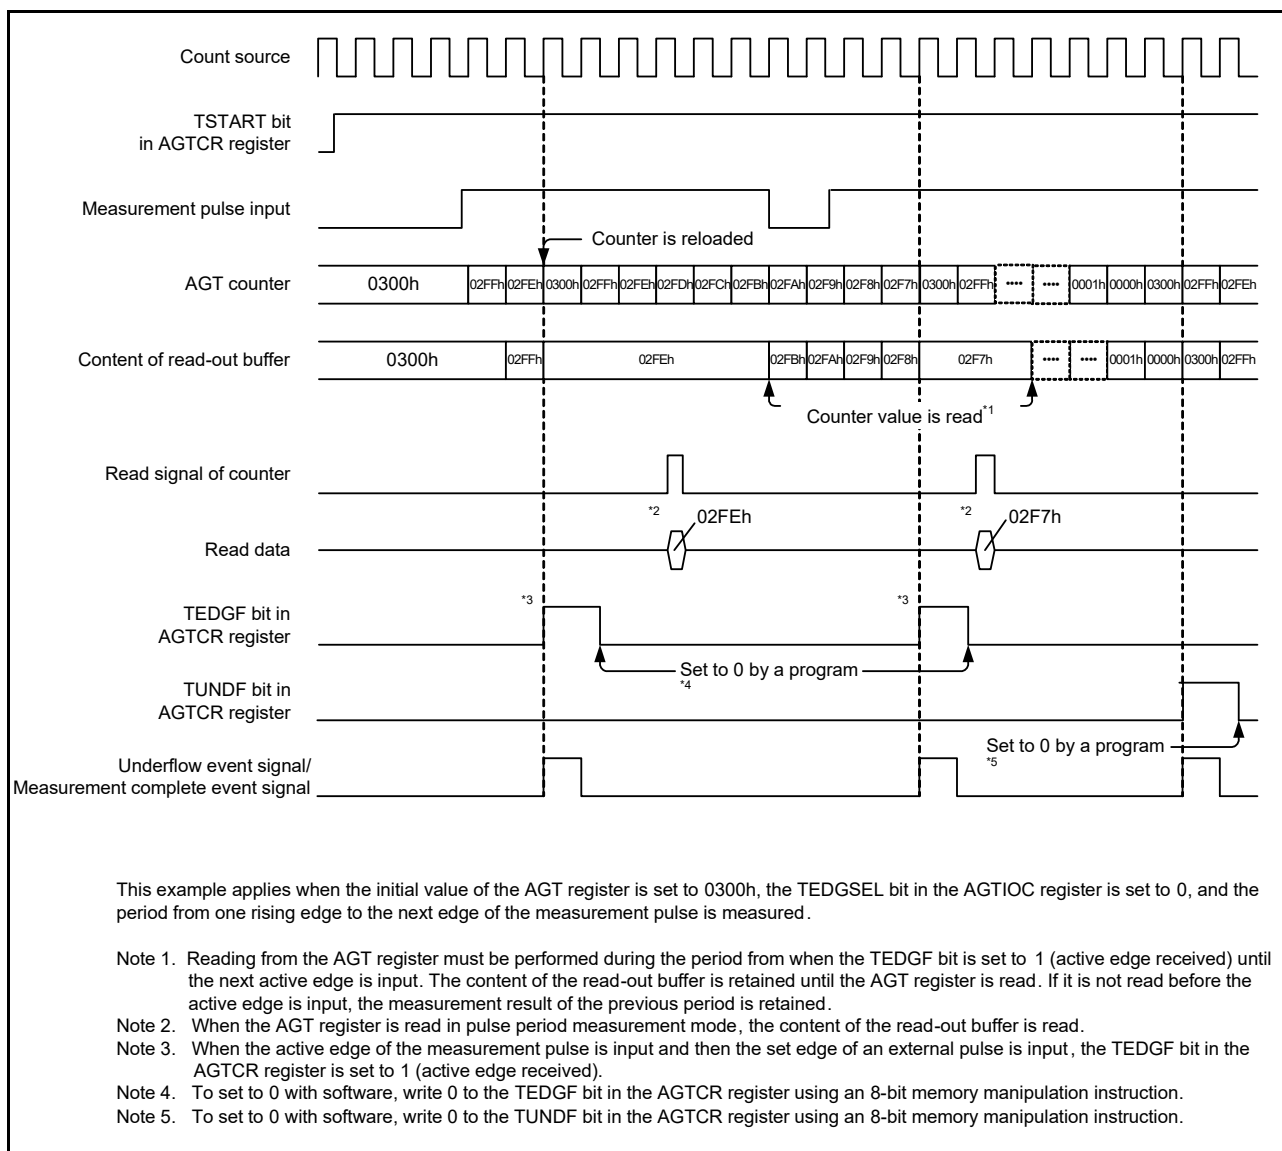 Count source
TSTART bit
in AGTCR register
Measurement pulse input
Counter is reloaded
AGT counter
0300h 02FFh 02FEh 0300h 02FFh 02FEh 02FDh 02FCh 02FBh 02FAh 02F9h 02F8h 02F7h 0300h 02FFh •••• •••• 0001h 0000h 0300h 02FFh 02FEh
Content of read-out buffer
0300h 02FFh 02FEh 02FBh 02FAh 02F9h 02F8h 02F7h •••• •••• 0001h 0000h 0300h 02FFh
Counter value is read*1
Read signal of counter
*2 02FEh *2 02F7h
Read data
*3 *3
TEDGF bit in
AGTCR register
Set to 0 by a program
*4
TUNDF bit in
AGTCR register
Set to 0 by a program
*5
Underflow event signal/
Measurement complete event signal
This example applies when the initial value of the AGT register is set to 0300h, the TEDGSEL bit in the AGTIOC register is set to 0, and the
period from one rising edge to the next edge of the measurement pulse is measured.
Note 1. Reading from the AGT register must be performed during the period from when the TEDGF bit is set to 1 (active edge received) until
the next active edge is input. The content of the read-out buffer is retained until the AGT register is read. If it is not read before the
active edge is input, the measurement result of the previous period is retained.
Note 2. When the AGT register is read in pulse period measurement mode, the content of the read-out buffer is read.
Note 3. When the active edge of the measurement pulse is input and then the set edge of an external pulse is input, the TEDGF bit in the
AGTCR register is set to 1 (active edge received).
Note 4. To set to 0 with software, write 0 to the TEDGF bit in the AGTCR register using an 8-bit memory manipulation instruction.
Note 5. To set to 0 with software, write 0 to the TUNDF bit in the AGTCR register using an 8-bit memory manipulation instruction.